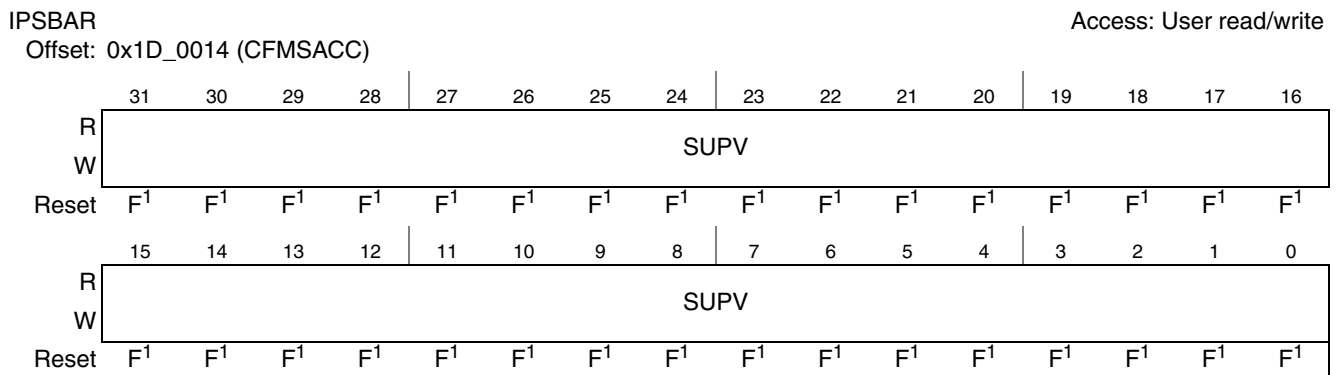 IPSBAR Access: User read/write
Offset: 0x1D_0014 (CFMSACC)
31 30 29 28 27 26 25 24 23 22 21 20 19 18 17 16
R
SUPV
W
Reset F1 F1 F1 F1 F1 F1 F1 F1 F1 F1 F1 F1 F1 F1 F1 F1
15 14 13 12 11 10 9 8 7 6 5 4 3 2 1 0
R
SUPV
W
Reset F1 F1 F1 F1 F1 F1 F1 F1 F1 F1 F1 F1 F1 F1 F1 F1